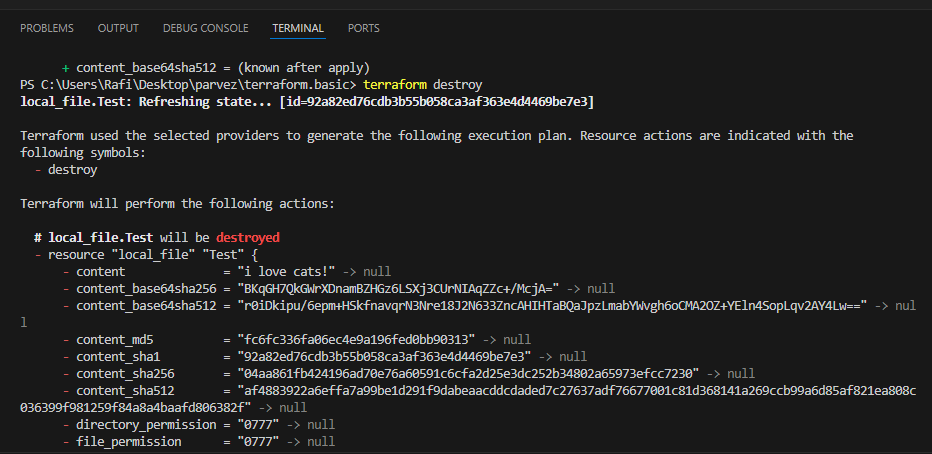 PROBLEMS OUTPUT DEBUG CONSOLE TERMINAL PORTS
+ content_base64sha512 = (known after apply)
PS C:\Users\Rafi\Desktop\parvez\terraform.basic> terraform destroy
local_file.Test: Refreshing state... [id=92a82ed76cdb3b55b058ca3af363e4d4469be7e3]
Terraform used the selected providers to generate the following execution plan. Resource actions are indicated with the
following symbols:
- destroy
Terraform will perform the following actions:
# local_file.Test will be destroyed
- resource "local_file" "Test" {
- content = "i love cats!" -> null
- content_base64sha256 = "BKqGH7QkGWrXDnamBZHGz6LSXj3CUrNIAqZZc+/McjA=" -> null
- content_base64sha512 = "r0iDkipu/6epm+HSkfnavqrN3Nre18J2N633ZncAHIHTaBQaJpzLmabYWvgh6oCMA2OZ+YEln4SopLqv2AY4Lw==" -> nul
l
- content_md5 = "fc6fc336fa06ec4e9a196fed0bb90313" -> null
- content_sha1 = "92a82ed76cdb3b55b058ca3af363e4d4469be7e3" -> null
- content_sha256 = "04aa861fb424196ad70e76a60591c6cfa2d25e3dc252b34802a65973efcc7230" -> null
- content_sha512 = "af4883922a6effa7a99be1d291f9dabeaacddcdaded7c27637adf76677001c81d368141a269ccb99a6d85af821ea808c
036399f981259f84a8a4baafd806382f" -> null
- directory_permission = "0777" -> null
- file_permission = "0777" -> null